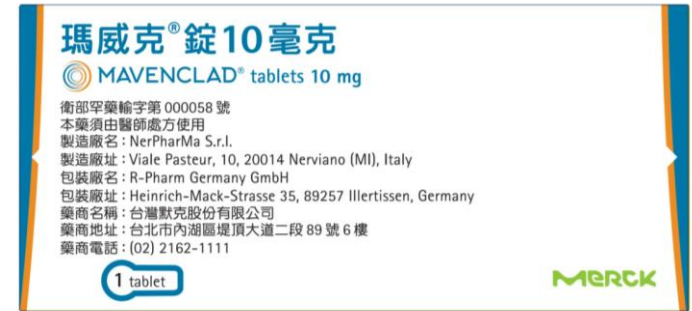 瑪威克®錠10毫克
MAVENCLAD® tablets 10 mg
衛部罕藥輸字第 000058 號
本藥須由醫師處方使用
製造廠名：NerPharMa S.r.l.
製造廠址：Viale Pasteur, 10, 20014 Nerviano (MI), Italy
包裝廠名：R-Pharm Germany GmbH
包裝廠址：Heinrich-Mack-Strasse 35, 89257 Illertissen, Germany
藥商名稱：台灣默克股份有限公司
藥商地址：台北市內湖區堤頂大道二段 89 號 6 樓
藥商電話：(02) 2162-1111
1 tablet
MERCK